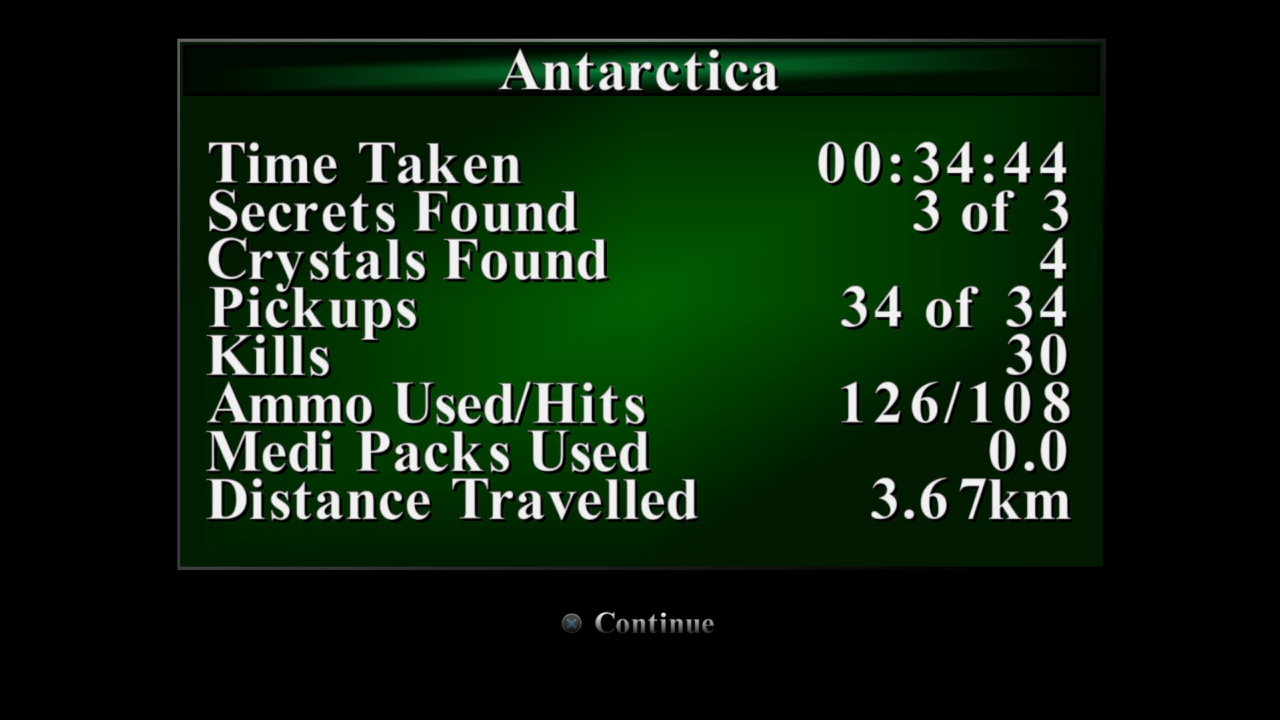 Antarctica
Time Taken 00:34:44
Secrets Found 3 of 3
Crystals Found 4
Pickups 34 of 34
Kills 30
Ammo Used/Hits 126/108
Medi Packs Used 0.0
Distance Travelled 3.67km
Continue